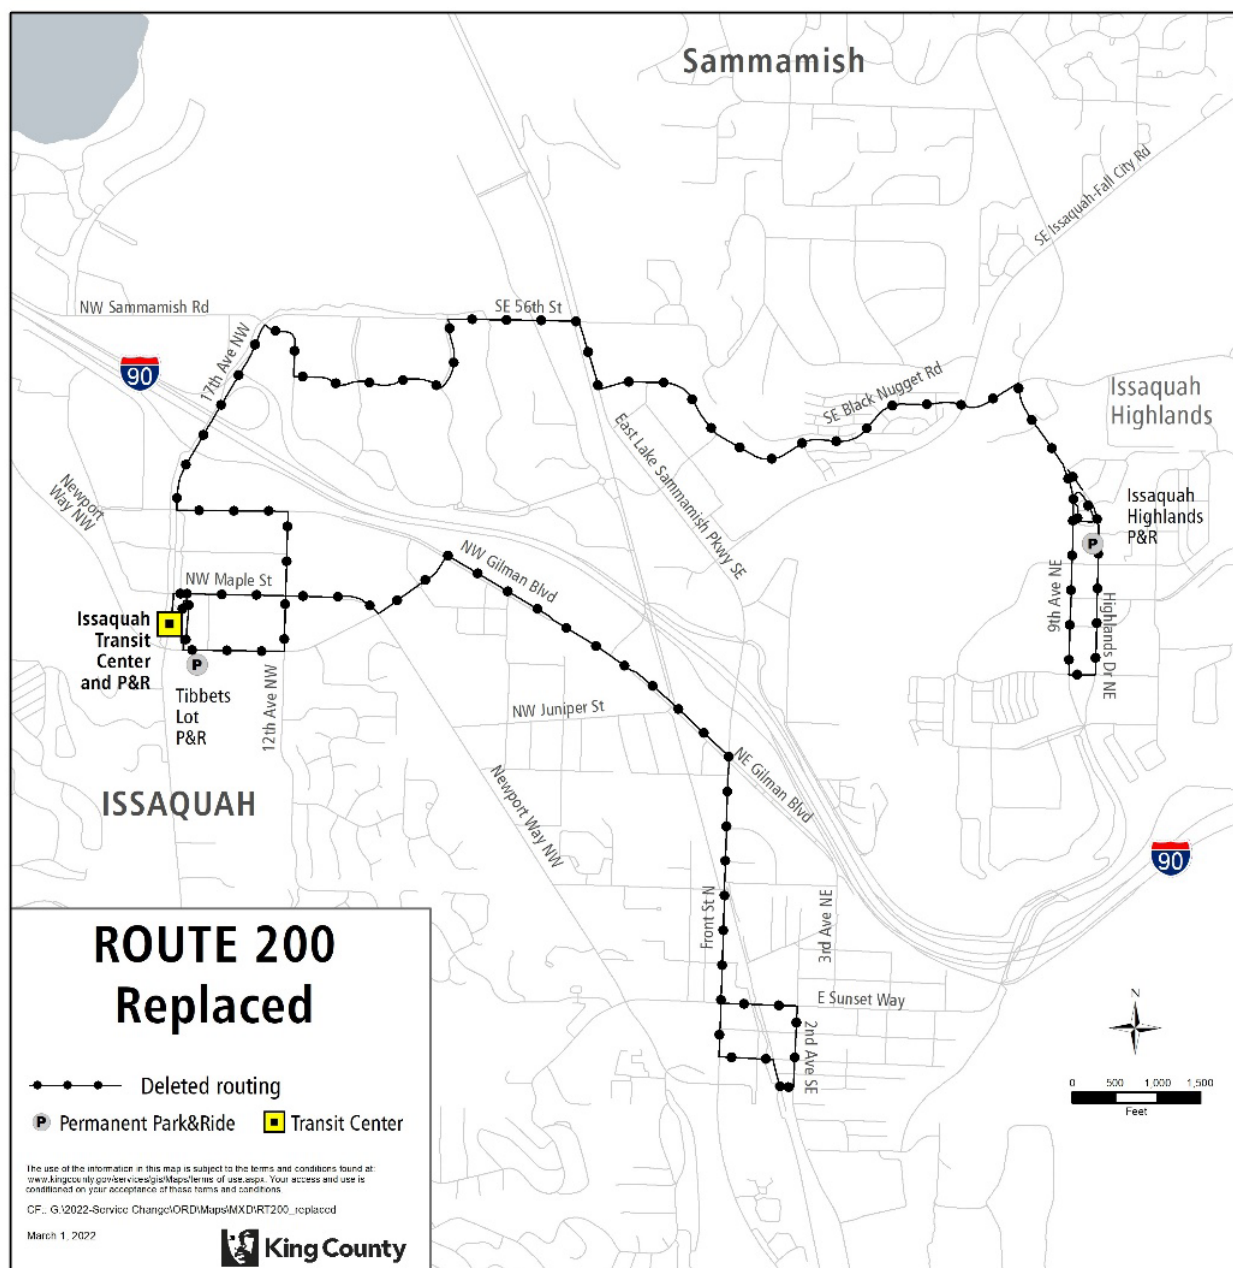 Sammamish
SE Issaquah-Fall City Rd
NW Sammamish Rd
SE 56th St
17th Ave NW
90
SE Black Nugget Rd
Issaquah
Highlands
East Lake Sammamish Pkwy SE
Newport
Way NW
Issaquah
Highlands
P&R
P
NW Gilman Blvd
NW Maple St
9th Ave NE
Highlands Dr NE
Issaquah
Transit
Center
and P&R
P
Tibbets
Lot
P&R
12th Ave NW
NW Juniper St
NE Gilman Blvd
Newport Way NW
ISSAQUAH
90
Front St N
3rd Ave NE
E Sunset Way
2nd Ave SE
N
0 500 1,000 1,500
Feet
ROUTE 200
Replaced
Deleted routing
P Permanent Park&Ride Transit Center
The use of the information in this map is subject to the terms and conditions found at:
www.kingcounty.gov/services/gis/Maps/terms of use.aspx. Your access and use is
conditioned on your acceptance of these terms and conditions
CF.. G:\2022-Service Change\ORD\Maps\MXD\RT200_replaced
March 1, 2022
King County